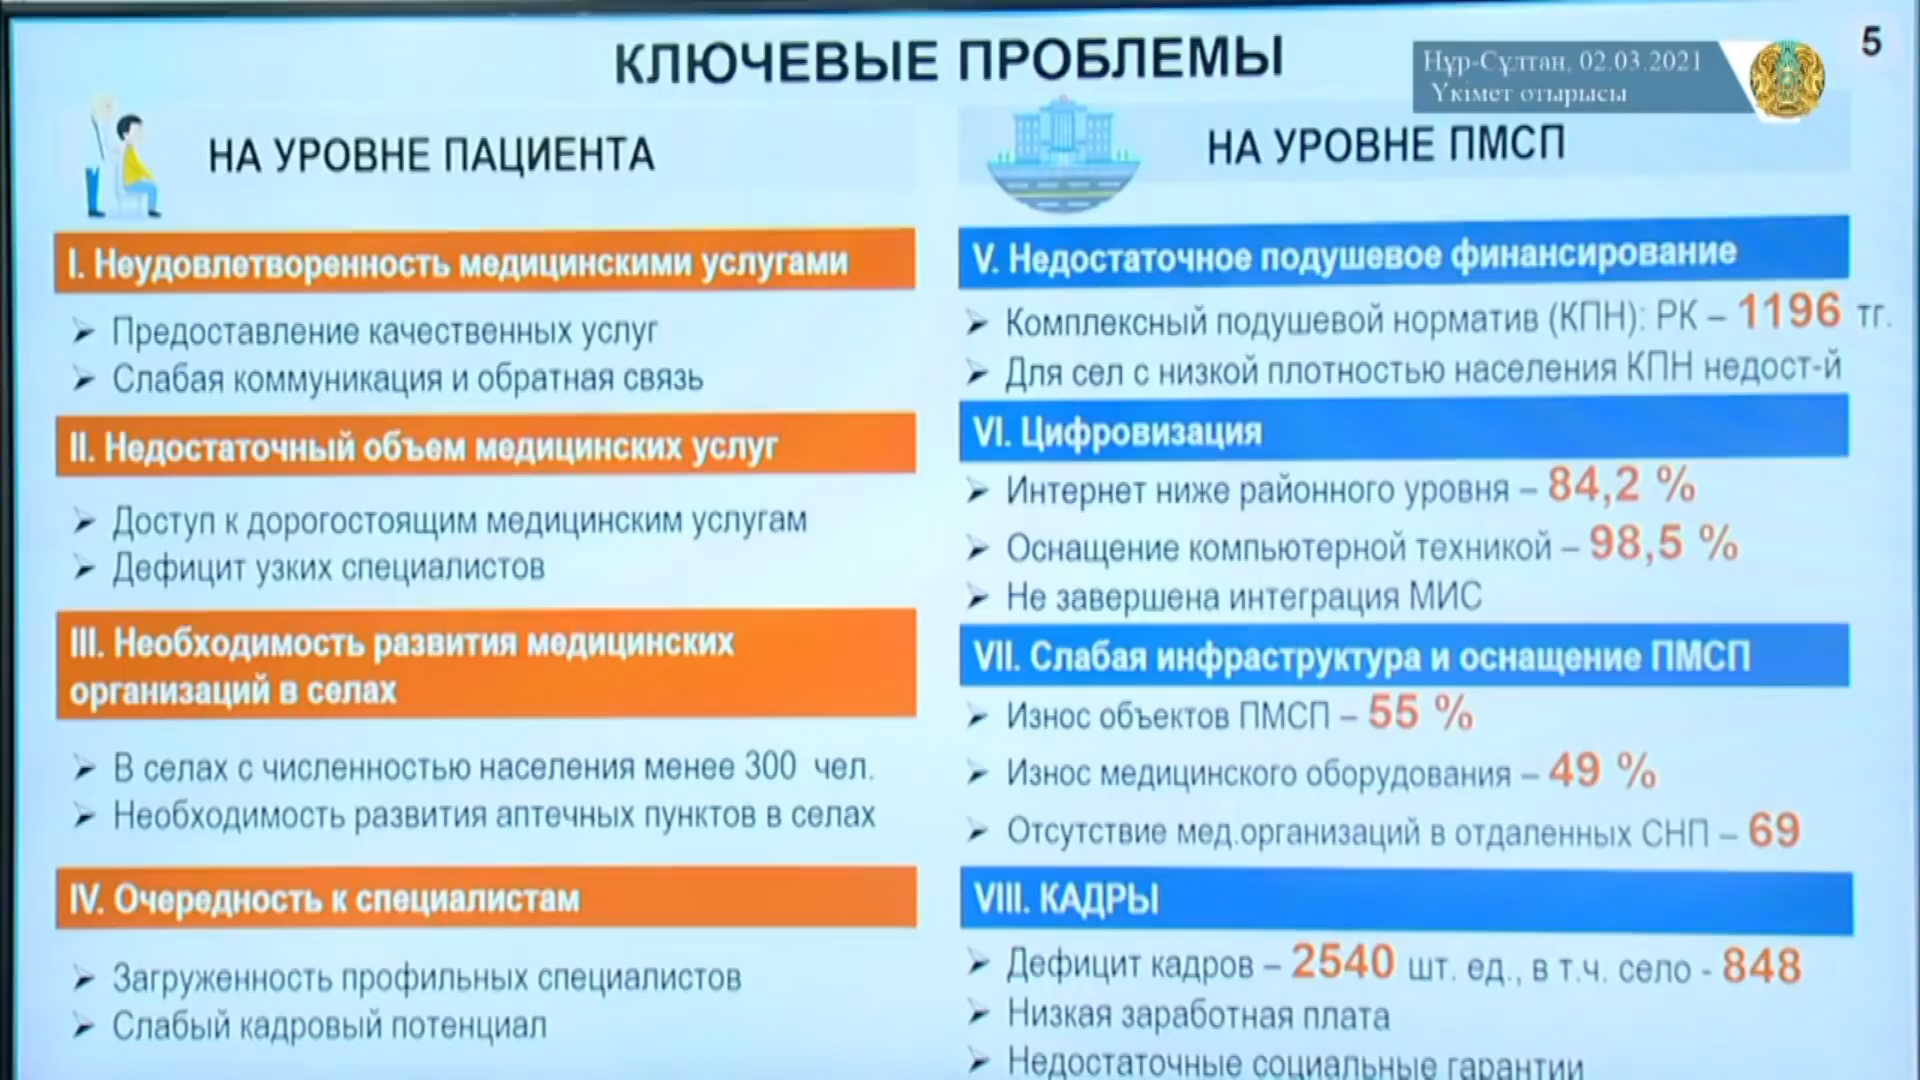 КЛЮЧЕВЫЕ ПРОБЛЕМЫ
5
Нұр-Сұлтан, 02.03.2021
Үкімет отырысы
НА УРОВНЕ ПАЦИЕНТА
I. Неудовлетворенность медицинскими услугами
➢ Предоставление качественных услуг
➢ Слабая коммуникация и обратная связь
II. Недостаточный объем медицинских услуг
➢ Доступ к дорогостоящим медицинским услугам
➢ Дефицит узких специалистов
III. Необходимость развития медицинских
организаций в селах
➢ В селах с численностью населения менее 300 чел.
➢ Необходимость развития аптечных пунктов в селах
IV. Очередность к специалистам
➢ Загруженность профильных специалистов
➢ Слабый кадровый потенциал
НА УРОВНЕ ПМСП
V. Недостаточное подушевое финансирование
➢ Комплексный подушевой норматив (КПН): РК – 1196 тг.
➢ Для сел с низкой плотностью населения КПН недост-й
VI. Цифровизация
➢ Интернет ниже районного уровня – 84,2 %
➢ Оснащение компьютерной техникой – 98,5 %
➢ Не завершена интеграция МИС
VII. Слабая инфраструктура и оснащение ПМСП
➢ Износ объектов ПМСП – 55 %
➢ Износ медицинского оборудования – 49 %
➢ Отсутствие мед.организаций в отдаленных СНП – 69
VIII. КАДРЫ
➢ Дефицит кадров – 2540 шт. ед., в т.ч. село - 848
➢ Низкая заработная плата
➢ Недостаточные социальные гарантии